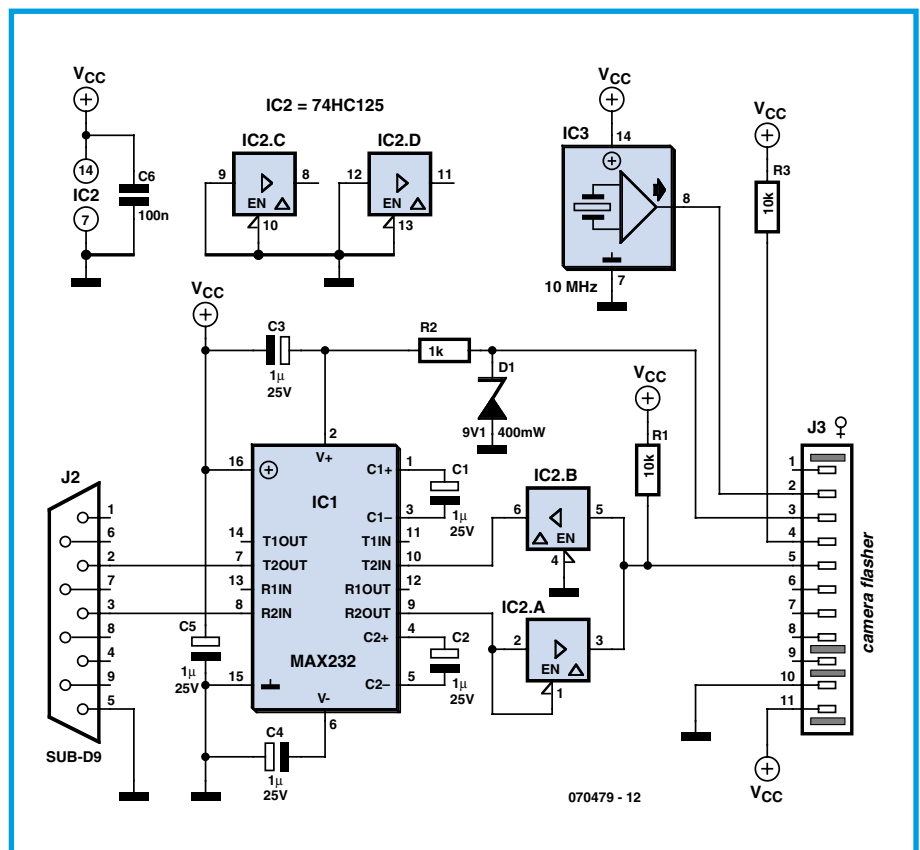 VCC
14
IC2
7
C6
100n
IC2 = 74HC125
IC2.C
9
8
EN
10
IC2.D
12
11
EN
13
VCC
IC3
14
8
7
10 MHz
VCC
R3
10k
VCC
C3
1µ
25V
R2
1k
D1
9V1
400mW
VCC
R1
10k
J2
1
6
2
7
3
8
4
9
5
SUB-D9
C5
1µ
25V
C4
1µ
25V
2
V+
16
IC1
14
T1OUT
7
T2OUT
13
R1IN
8
R2IN
MAX232
15
V-
6
C1+
1
C1
1µ
25V
C1–
3
T1IN
11
T2IN
10
R1OUT
12
R2OUT
9
C2+
4
C2
1µ
25V
C2–
5
IC2.B
6
5
EN
4
IC2.A
2
3
EN
1
J3 ♀
1
2
3
4
5
6
7
8
9
10
11
camera flasher
VCC
070479 - 12